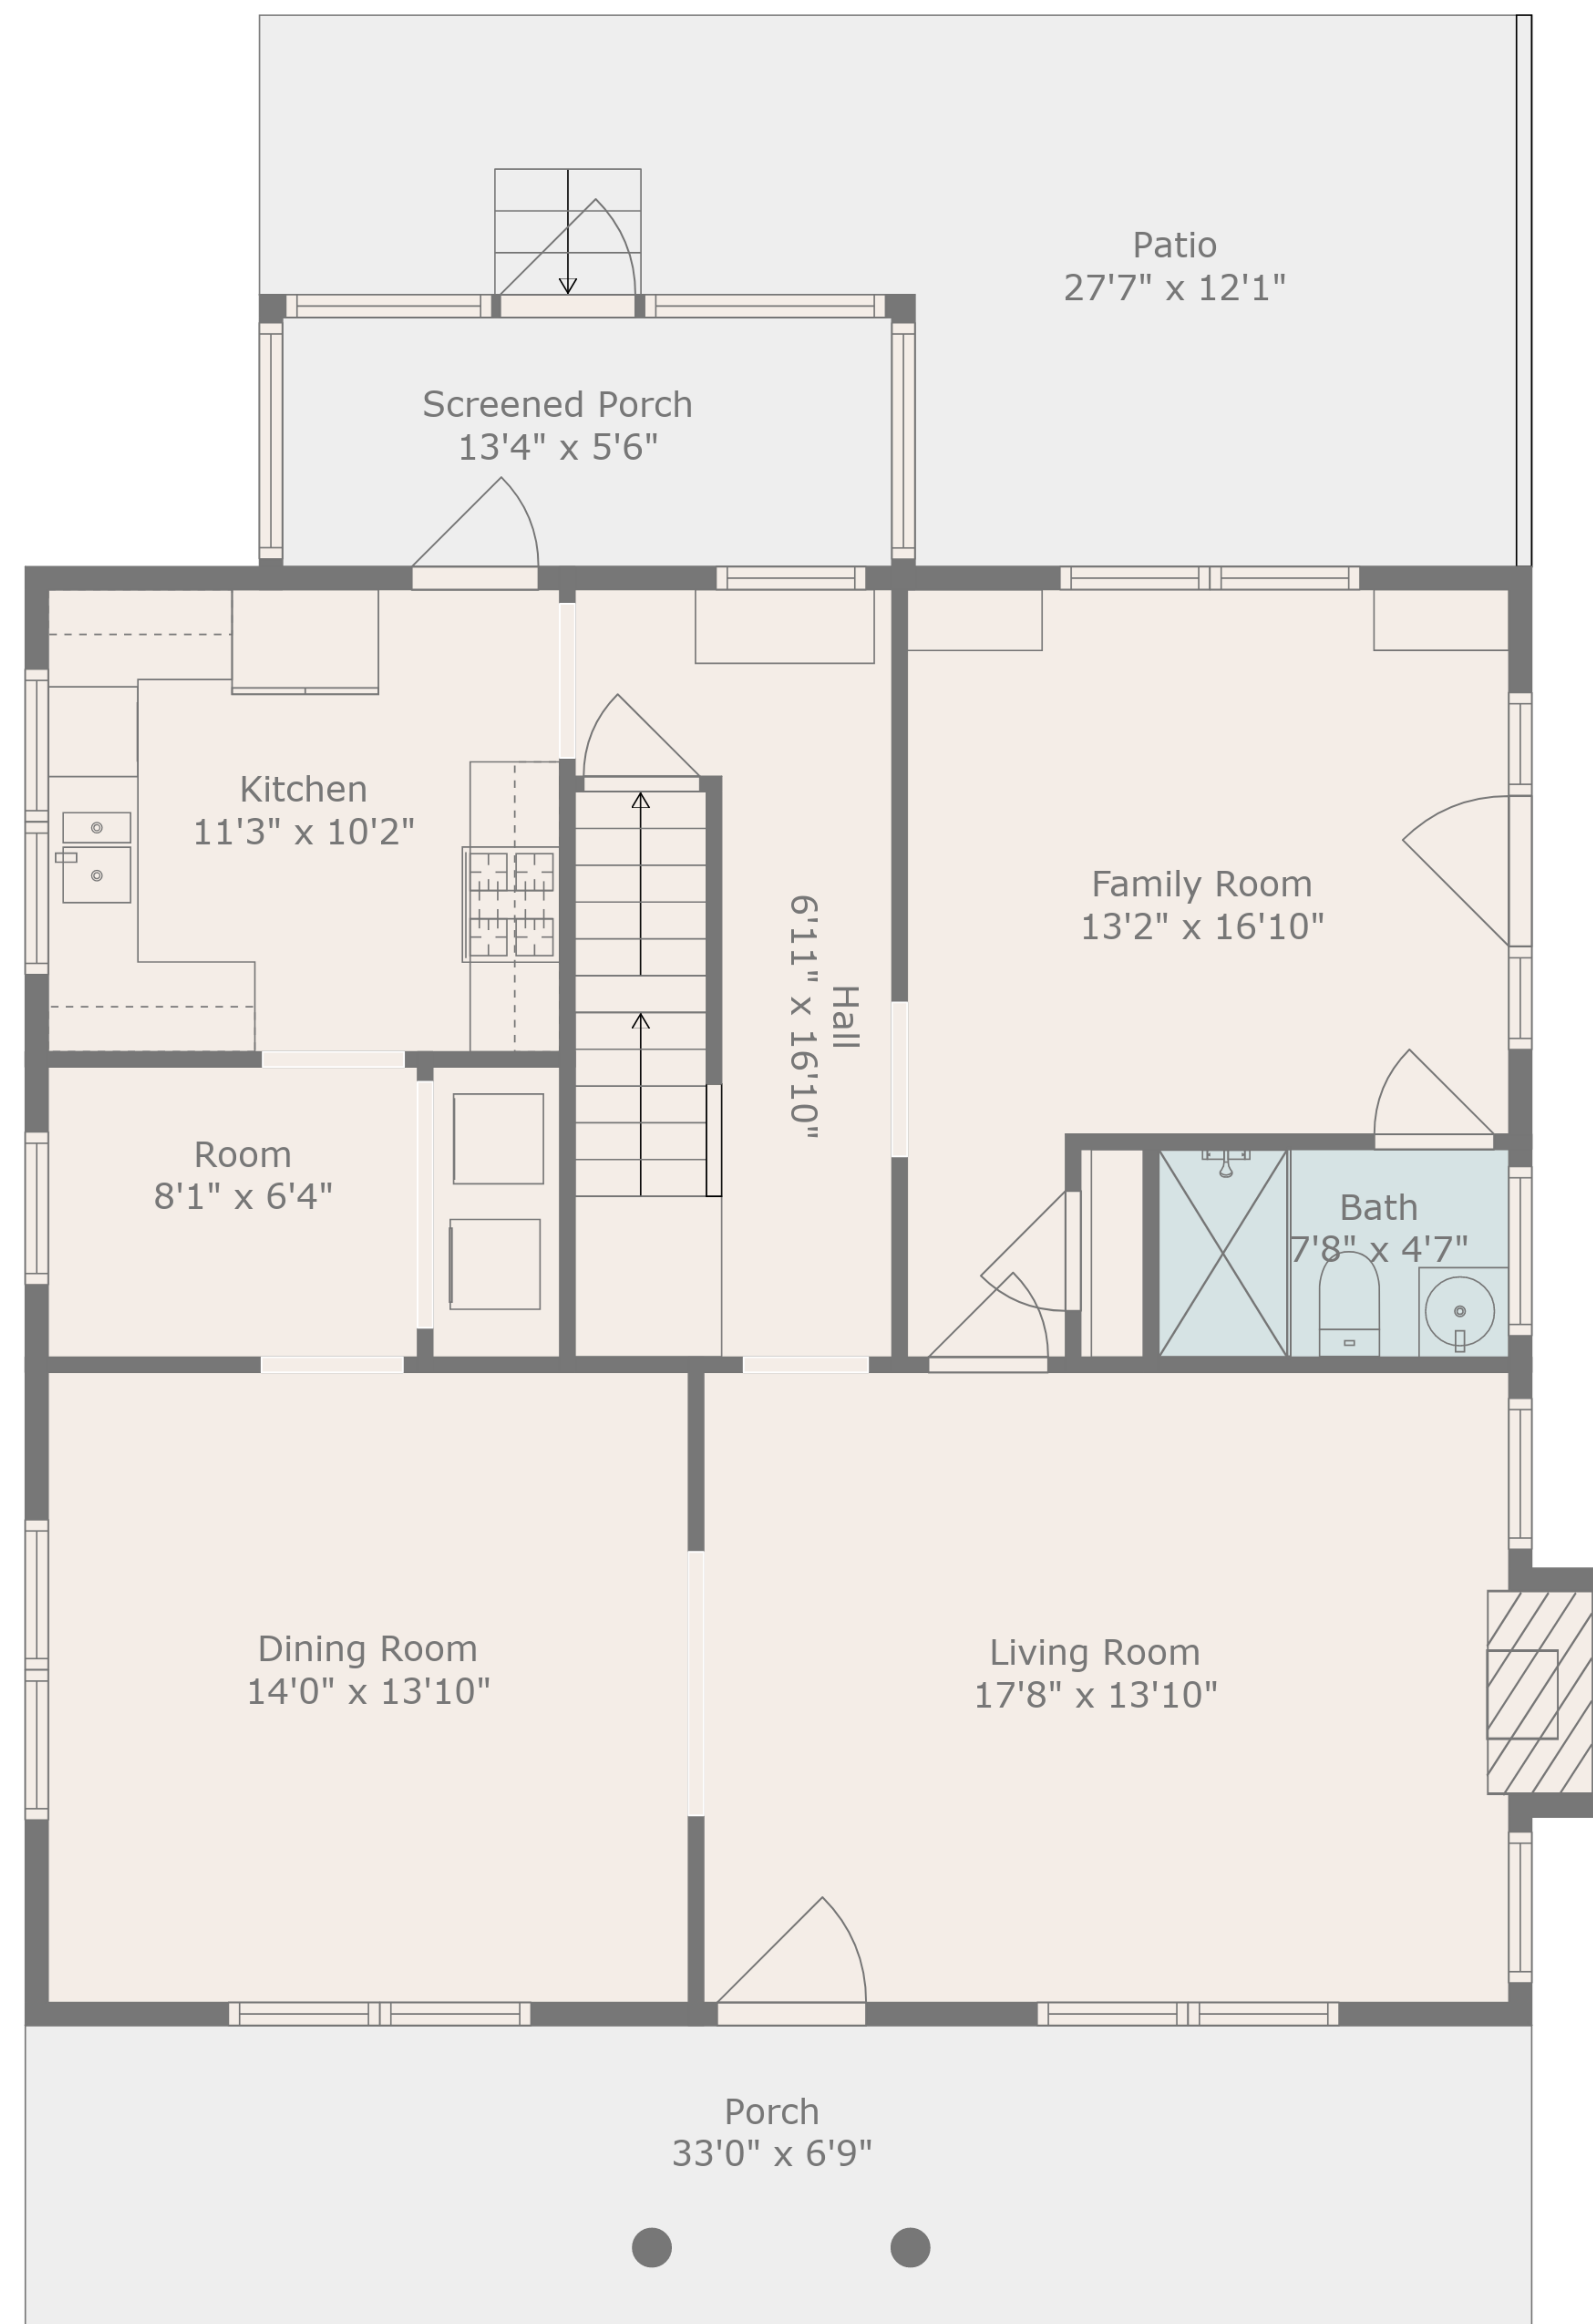 Patio
27'7" x 12'1"
Screened Porch
13'4" x 5'6"
Kitchen
11'3" x 10'2"
Family Room
13'2" x 16'10"
Hall
6'11" x 16'10"
Room
8'1" x 6'4"
Bath
7'8" x 4'7"
Dining Room
14'0" x 13'10"
Living Room
17'8" x 13'10"
Porch
33'0" x 6'9"